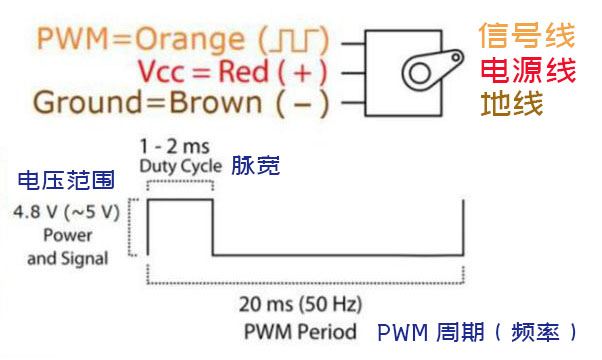 PWM=Orange (⎍⎍) 信号线
Vcc = Red ( + ) 电源线
Ground=Brown ( − ) 地线
1 - 2 ms
Duty Cycle 脉宽
电压范围
4.8 V (~5 V)
Power
and Signal
20 ms (50 Hz)
PWM Period PWM 周期（频率）